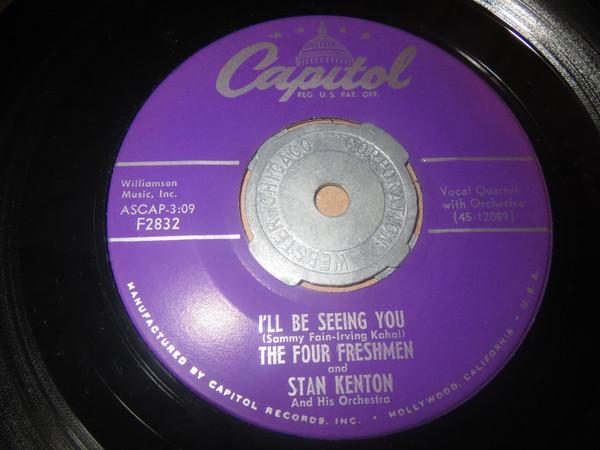 Capitol
REG. U.S. PAT. OFF.
Williamson
Music, Inc.
ASCAP-3:09
F2832
Vocal Quartet
with Orchestra
(45-12089)
WEBSTER CHICAGO CORPORATION
I'LL BE SEEING YOU
(Sammy Fain-Irving Kahal)
THE FOUR FRESHMEN
and
STAN KENTON
And His Orchestra
MANUFACTURED BY CAPITOL RECORDS, INC. • HOLLYWOOD, CALIFORNIA • U.S.A.